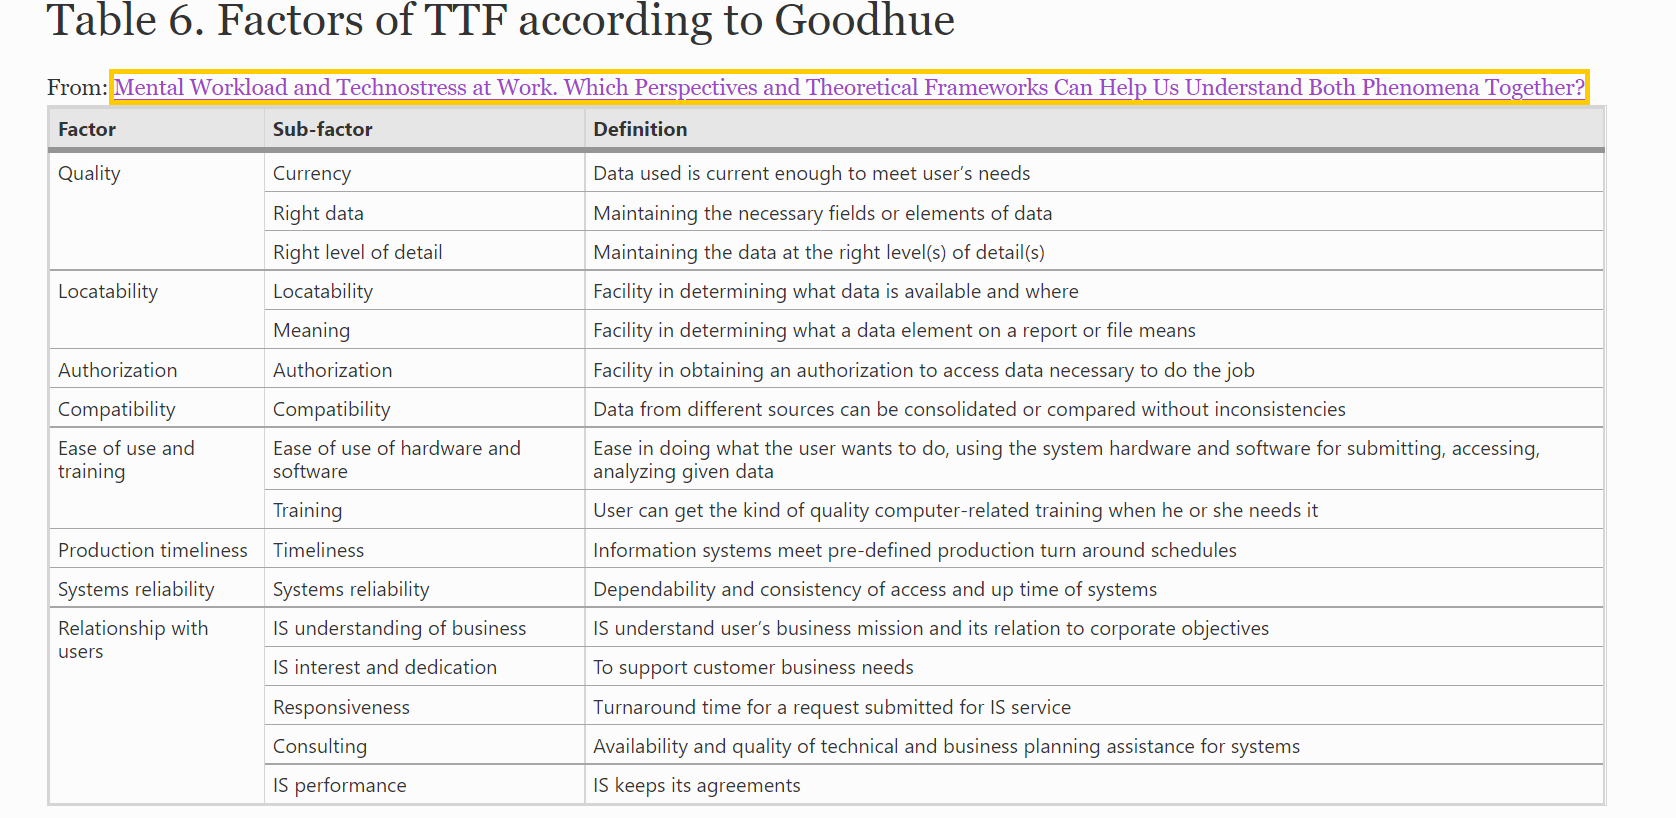 Table 6. Factors of TTF according to Goodhue
From: Mental Workload and Technostress at Work. Which Perspectives and Theoretical Frameworks Can Help Us Understand Both Phenomena Together?
Factor Sub-factor Definition
Quality Currency Data used is current enough to meet user’s needs
Right data Maintaining the necessary fields or elements of data
Right level of detail Maintaining the data at the right level(s) of detail(s)
Locatability Locatability Facility in determining what data is available and where
Meaning Facility in determining what a data element on a report or file means
Authorization Authorization Facility in obtaining an authorization to access data necessary to do the job
Compatibility Compatibility Data from different sources can be consolidated or compared without inconsistencies
Ease of use and Ease of use of hardware and Ease in doing what the user wants to do, using the system hardware and software for submitting, accessing,
training software analyzing given data
Training User can get the kind of quality computer-related training when he or she needs it
Production timeliness Timeliness Information systems meet pre-defined production turn around schedules
Systems reliability Systems reliability Dependability and consistency of access and up time of systems
Relationship with IS understanding of business IS understand user’s business mission and its relation to corporate objectives
users
IS interest and dedication To support customer business needs
Responsiveness Turnaround time for a request submitted for IS service
Consulting Availability and quality of technical and business planning assistance for systems
IS performance IS keeps its agreements